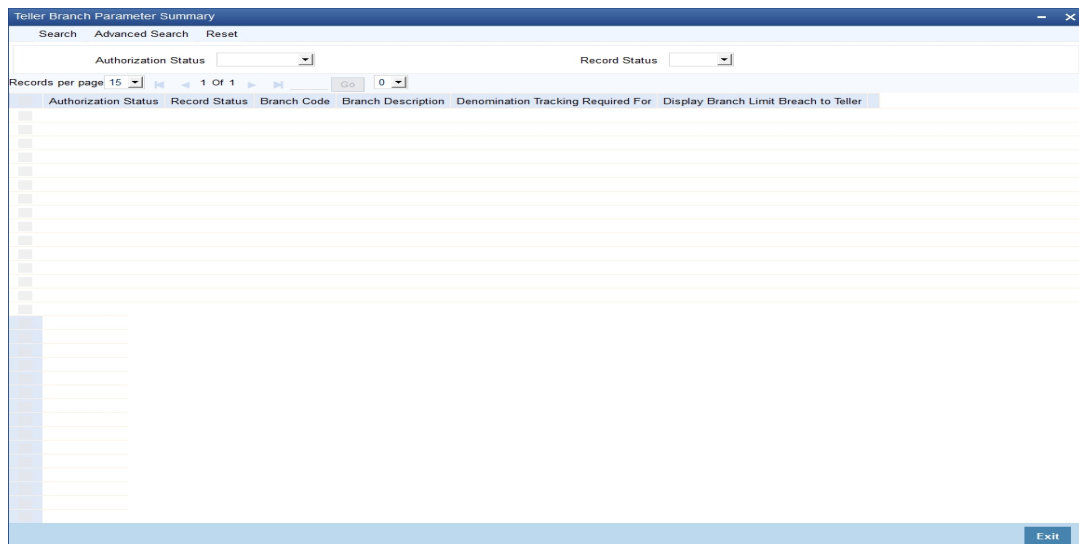 Teller Branch Parameter Summary
Search Advanced Search Reset
Authorization Status Record Status
Records per page 15 1 Of 1 Go 0
Authorization Status Record Status Branch Code Branch Description Denomination Tracking Required For Display Branch Limit Breach to Teller
Exit